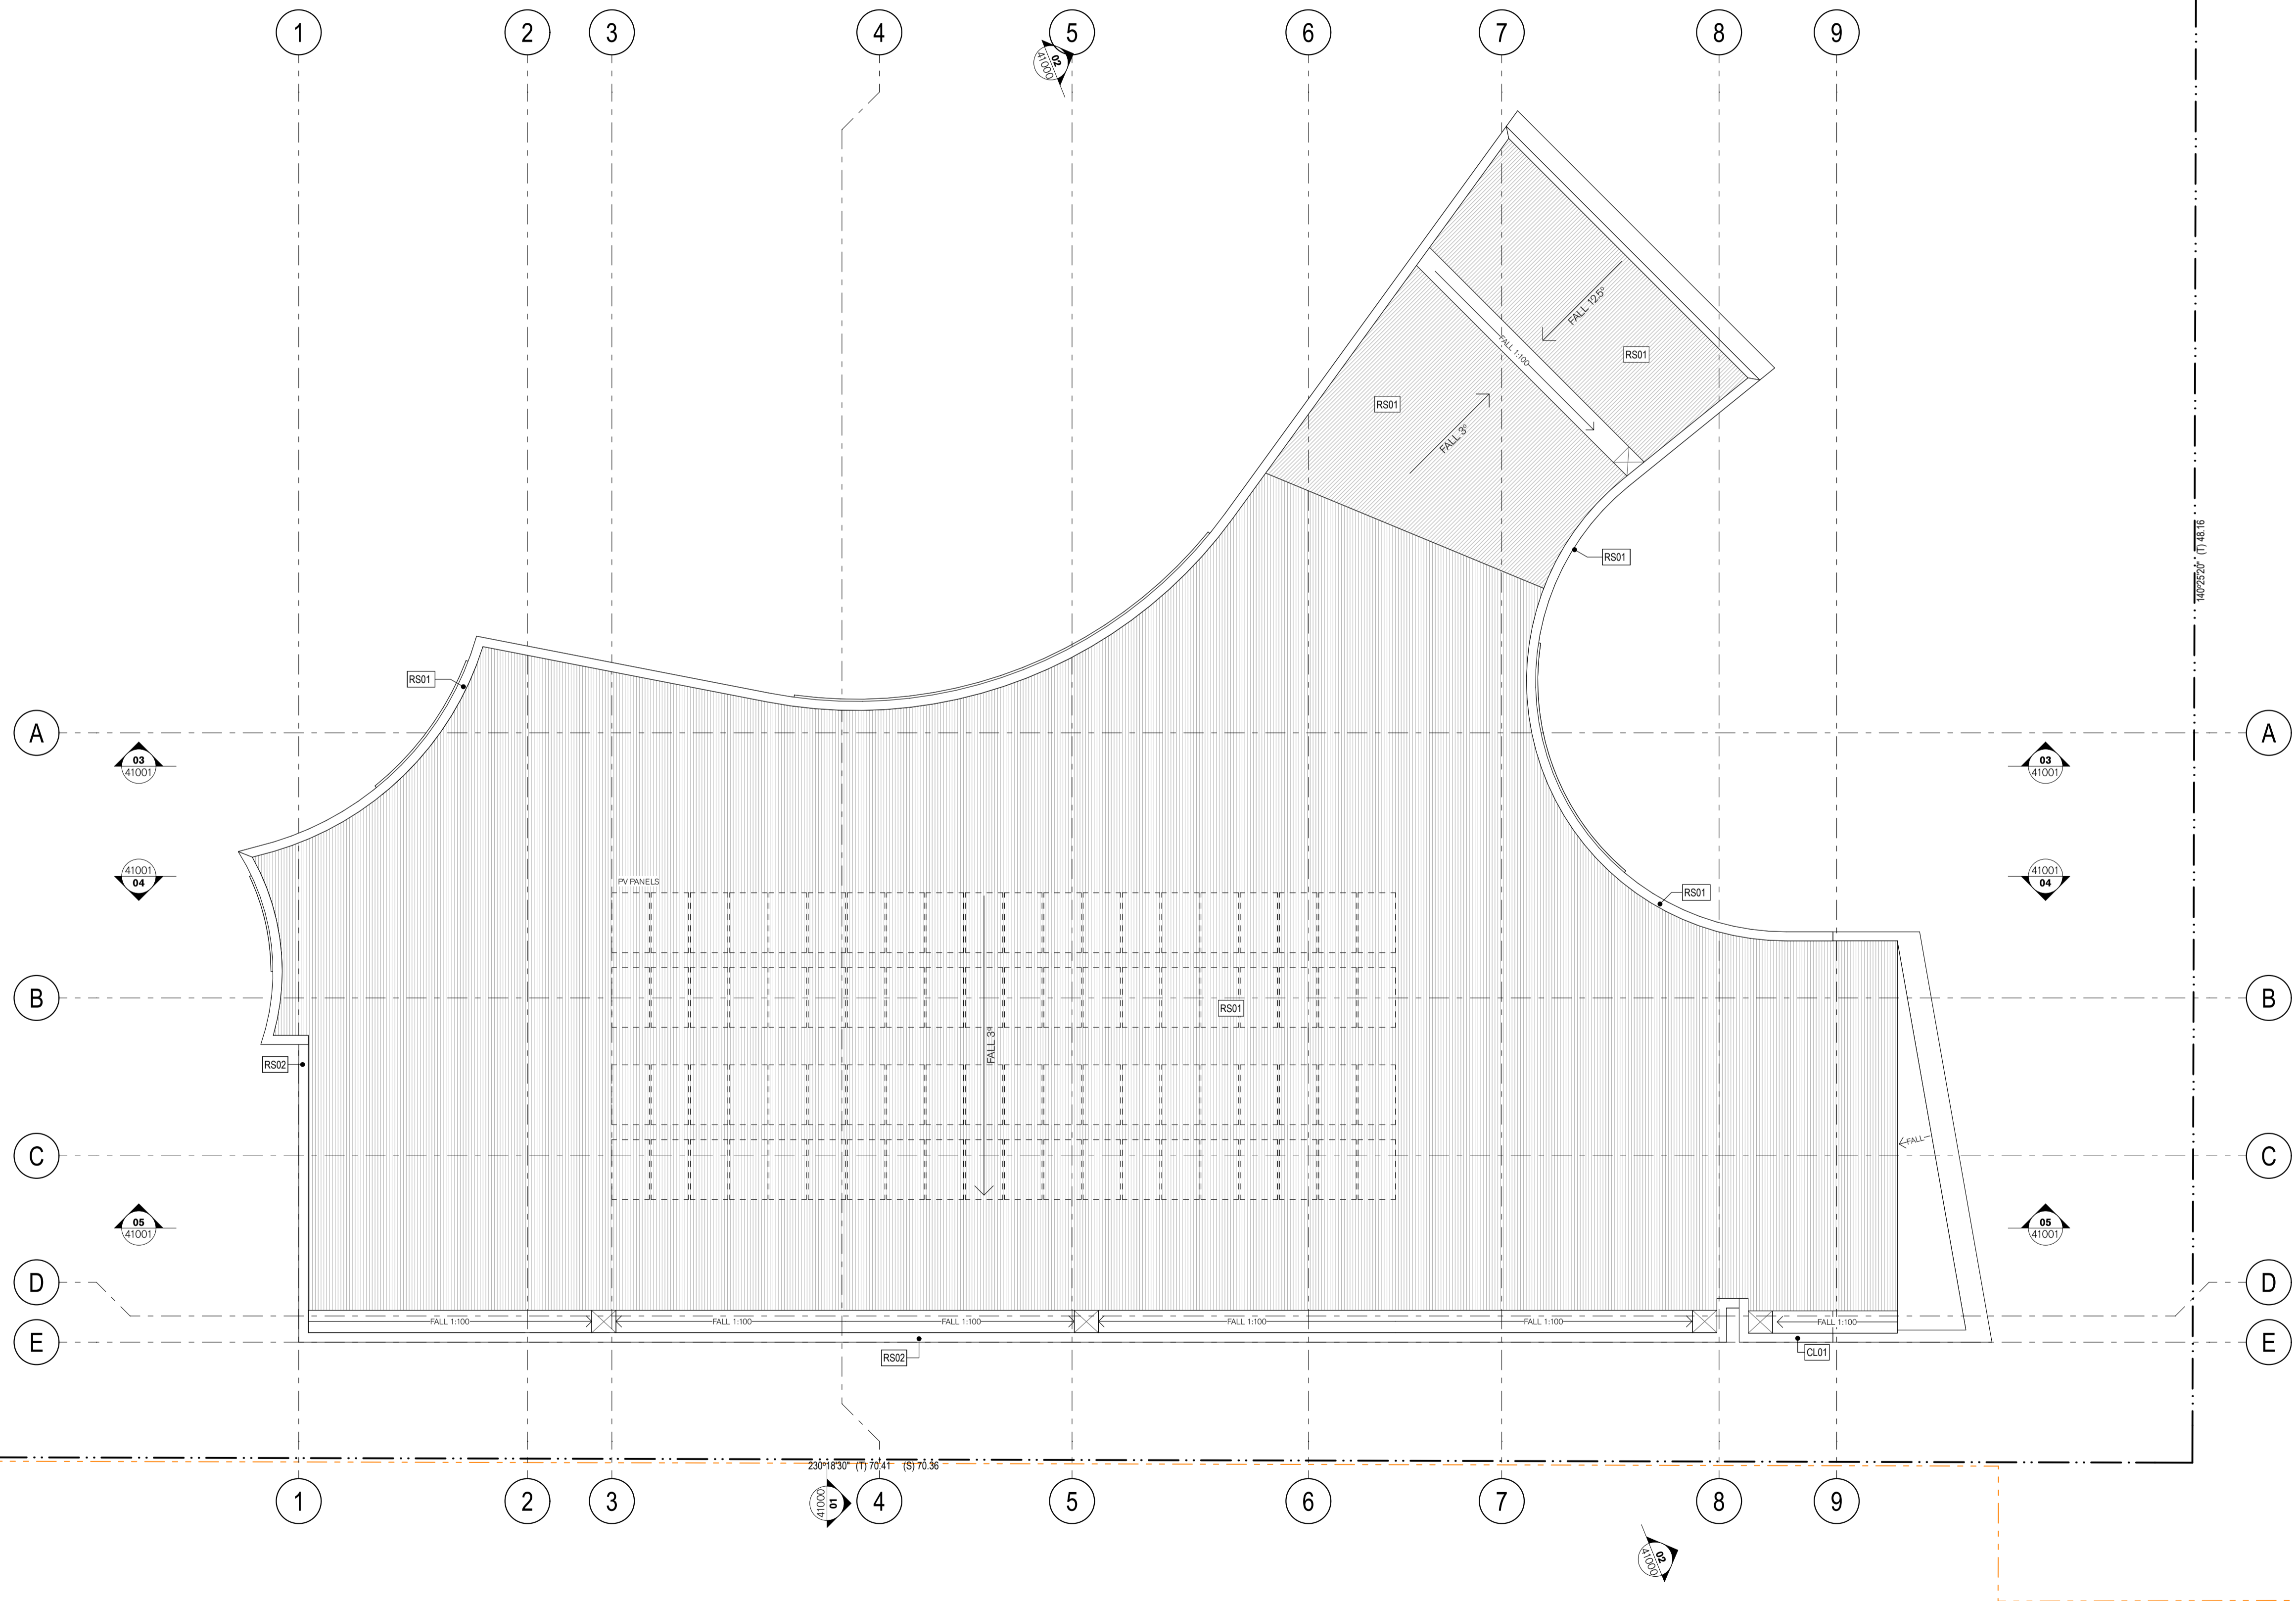 1 2 3 4 5 6 7 8 9
02
41000
FALL 12.5°
RS01
FALL 1:100
RS01
FALL 3°
RS01
140°25'20" (T) 48.16
RS01
A A
03
41001
03
41001
41001
04
41001
04
PV PANELS
RS01
B B
RS01
FALL 3°
RS02
FALL
C C
05
41001
05
41001
D D
FALL 1:100 FALL 1:100 FALL 1:100 FALL 1:100 FALL 1:100 FALL 1:100
E E
RS02
CL01
230°18'30" (T) 70.41 (S) 70.36
1 2 3 4 5 6 7 8 9
01
41000
02
41000